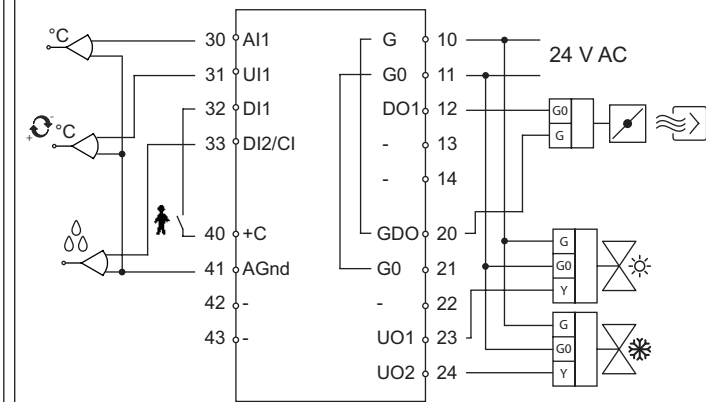 °C 30 AI1 G 10 24 V AC
31 UI1 G0 11
- + °C 32 DI1 DO1 12 G0
33 DI2/CI - 13 G
- 14
40 +C GDO 20 G
41 AGnd G0 21 G0
42 - - 22 Y
43 - UO1 23 G
G0
UO2 24 Y